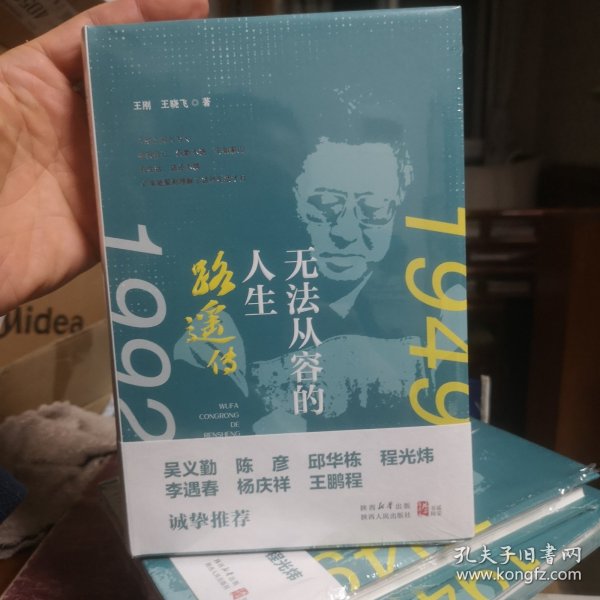 王刚 王晓飞 著
1949
1992
无法从容的
人生
路遥传
WUFA
CONGRONG
DE
RENSHENG
吴义勤 陈彦 邱华栋 程光炜
李遇春 杨庆祥 王鹏程
诚挚推荐
陕西新华出版
陕西人民出版社
Midea
程光炜
孔夫子旧书网
www.kongfz.com